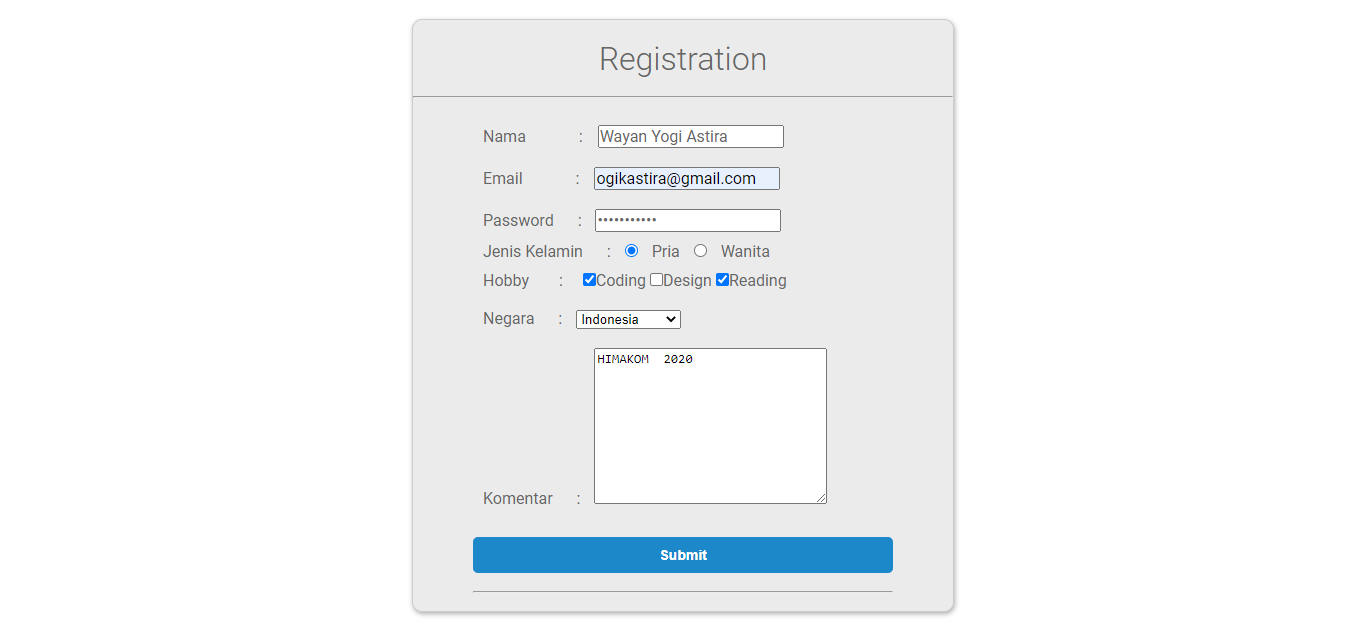 Registration
Nama : Wayan Yogi Astira
Email : ogikastira@gmail.com
Password : •••••••••••
Jenis Kelamin : Pria Wanita
Hobby : Coding Design Reading
Negara : Indonesia
HIMAKOM  2020
Komentar :
Submit